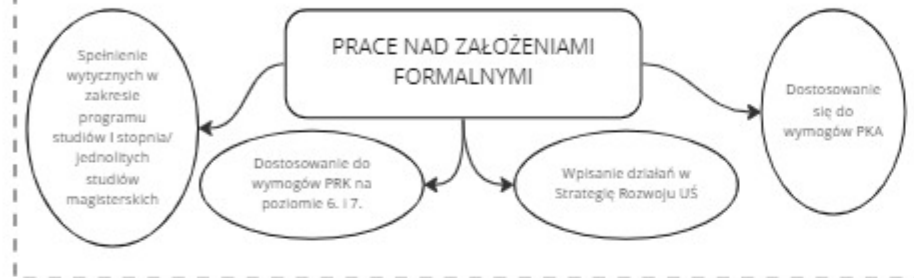 PRACE NAD ZAŁOŻENIAMI
FORMALNYMI
Spełnienie
wytycznych w
zakresie
programu
studiów I stopnia/
jednolitych
studiów
magisterskich
Dostosowanie do
wymogów PRK na
poziomie 6. i 7.
Wpisanie działań w
Strategię Rozwoju UŚ
Dostosowanie
się do
wymogów PKA